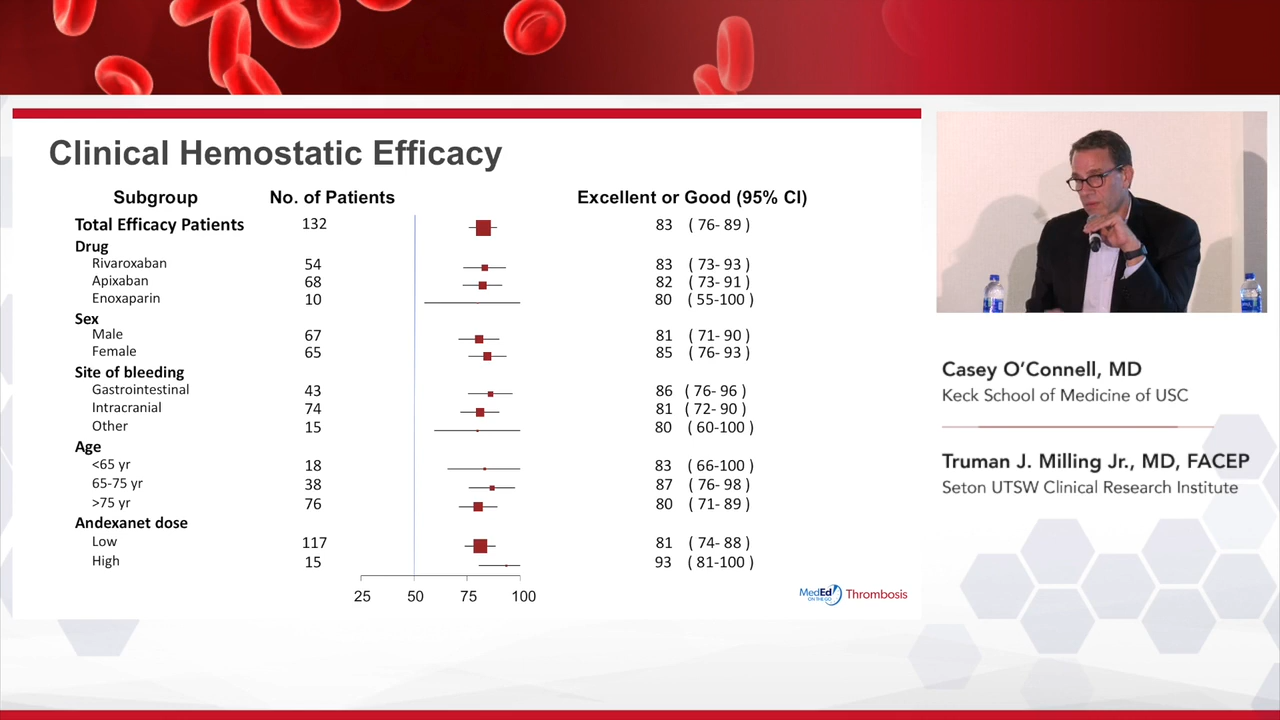 Clinical Hemostatic Efficacy
Subgroup No. of Patients Excellent or Good (95% CI)
Total Efficacy Patients 132 83 ( 76- 89 )
Drug
Rivaroxaban 54 83 ( 73- 93 )
Apixaban 68 82 ( 73- 91 )
Enoxaparin 10 80 ( 55-100 )
Sex
Male 67 81 ( 71- 90 )
Female 65 85 ( 76- 93 )
Site of bleeding
Gastrointestinal 43 86 ( 76- 96 )
Intracranial 74 81 ( 72- 90 )
Other 15 80 ( 60-100 )
Age
<65 yr 18 83 ( 66-100 )
65-75 yr 38 87 ( 76- 98 )
>75 yr 76 80 ( 71- 89 )
Andexanet dose
Low 117 81 ( 74- 88 )
High 15 93 ( 81-100 )
25 50 75 100
MedEd ON THE GO Thrombosis
Casey O'Connell, MD
Keck School of Medicine of USC
Truman J. Milling Jr., MD, FACEP
Seton UTSW Clinical Research Institute